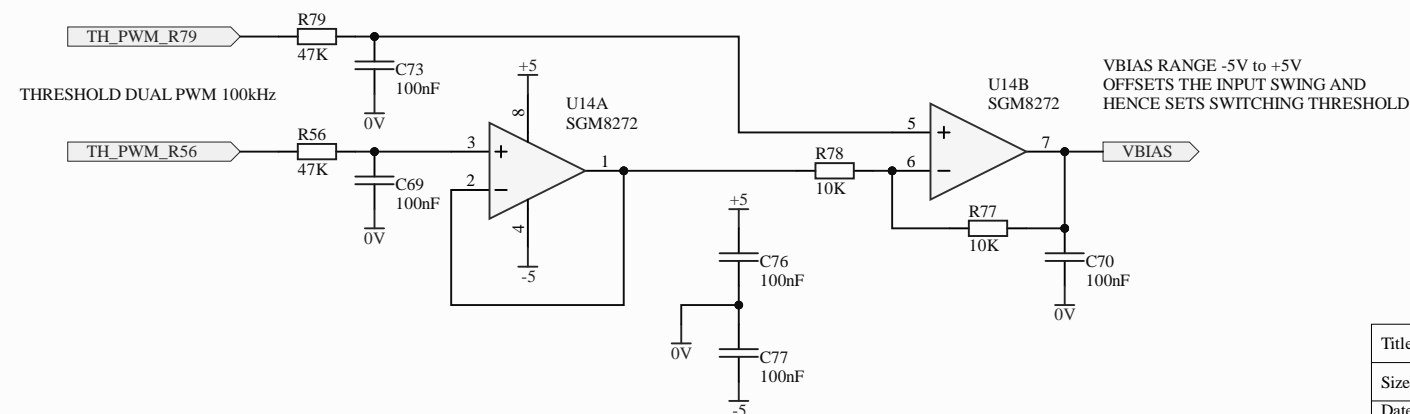 R79
TH_PWM_R79
47K
C73
100nF
0V
THRESHOLD DUAL PWM 100kHz
R56
TH_PWM_R56
47K
C69
100nF
0V
+5
8
U14A
SGM8272
3
2
1
4
-5
R78
10K
+5
C76
100nF
0V
C77
100nF
-5
U14B
SGM8272
5
6
7
R77
10K
C70
100nF
0V
VBIAS
VBIAS RANGE -5V to +5V
OFFSETS THE INPUT SWING AND
HENCE SETS SWITCHING THRESHOLD
Title
Size
Date